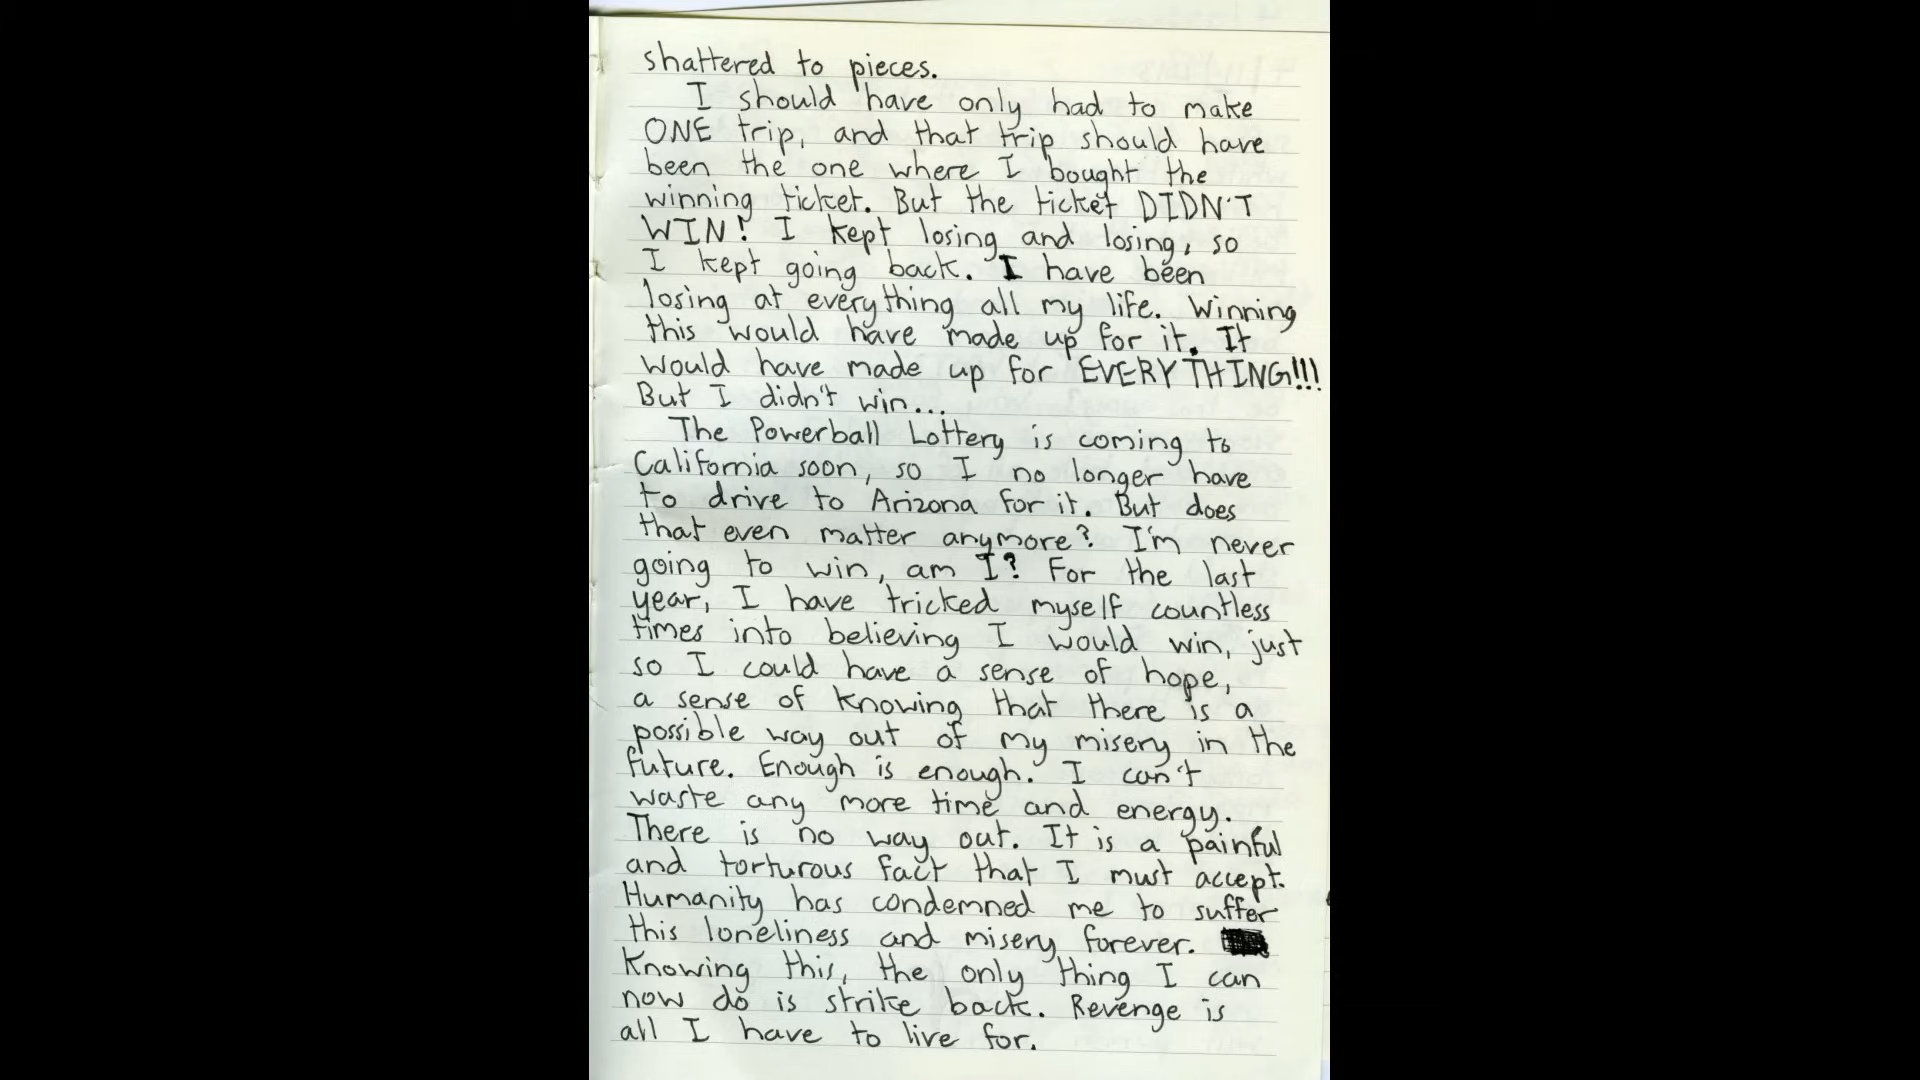 shattered to pieces.
I should have only had to make
ONE trip, and that trip should have
been the one where I bought the
winning ticket. But the ticket DIDN'T
WIN! I kept losing and losing, so
I kept going back. I have been
losing at everything all my life. Winning
this would have made up for it. It
would have made up for EVERYTHING!!!
But I didn't win...
The Powerball Lottery is coming to
California soon, so I no longer have
to drive to Arizona for it. But does
that even matter anymore? I'm never
going to win, am I? For the last
year, I have tricked myself countless
times into believing I would win, just
so I could have a sense of hope,
a sense of knowing that there is a
possible way out of my misery in the
future. Enough is enough. I can't
waste any more time and energy.
There is no way out. It is a painful
and torturous fact that I must accept.
Humanity has condemned me to suffer
this loneliness and misery forever.
Knowing this, the only thing I can
now do is strike back. Revenge is
all I have to live for.